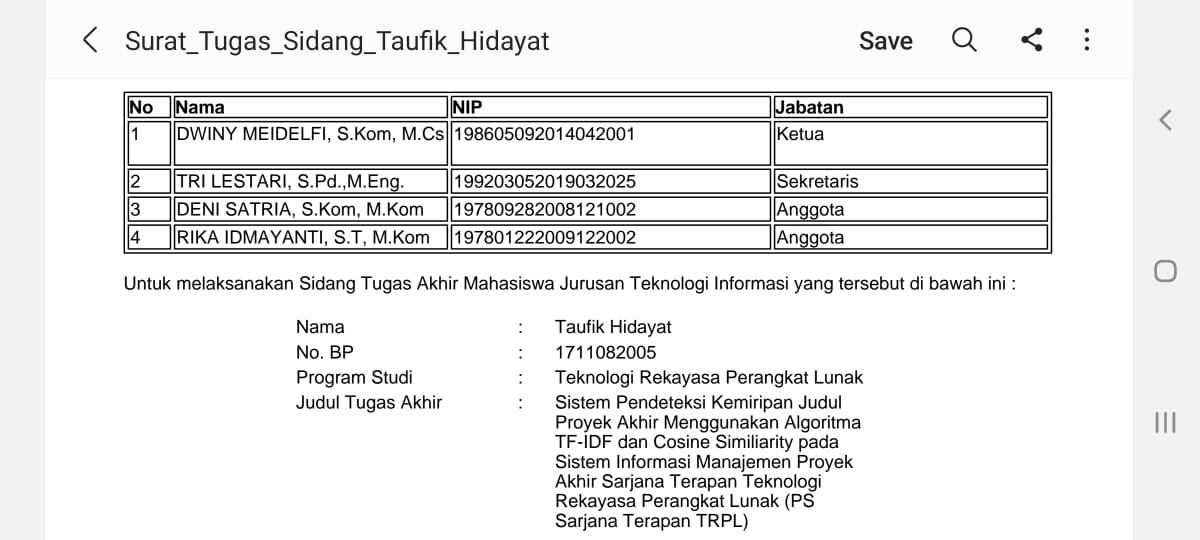 Surat_Tugas_Sidang_Taufik_Hidayat Save
No Nama NIP Jabatan
1 DWINY MEIDELFI, S.Kom, M.Cs 198605092014042001 Ketua
2 TRI LESTARI, S.Pd.,M.Eng. 199203052019032025 Sekretaris
3 DENI SATRIA, S.Kom, M.Kom 197809282008121002 Anggota
4 RIKA IDMAYANTI, S.T, M.Kom 197801222009122002 Anggota
Untuk melaksanakan Sidang Tugas Akhir Mahasiswa Jurusan Teknologi Informasi yang tersebut di bawah ini :
Nama : Taufik Hidayat
No. BP : 1711082005
Program Studi : Teknologi Rekayasa Perangkat Lunak
Judul Tugas Akhir : Sistem Pendeteksi Kemiripan Judul
Proyek Akhir Menggunakan Algoritma
TF-IDF dan Cosine Similiarity pada
Sistem Informasi Manajemen Proyek
Akhir Sarjana Terapan Teknologi
Rekayasa Perangkat Lunak (PS
Sarjana Terapan TRPL)